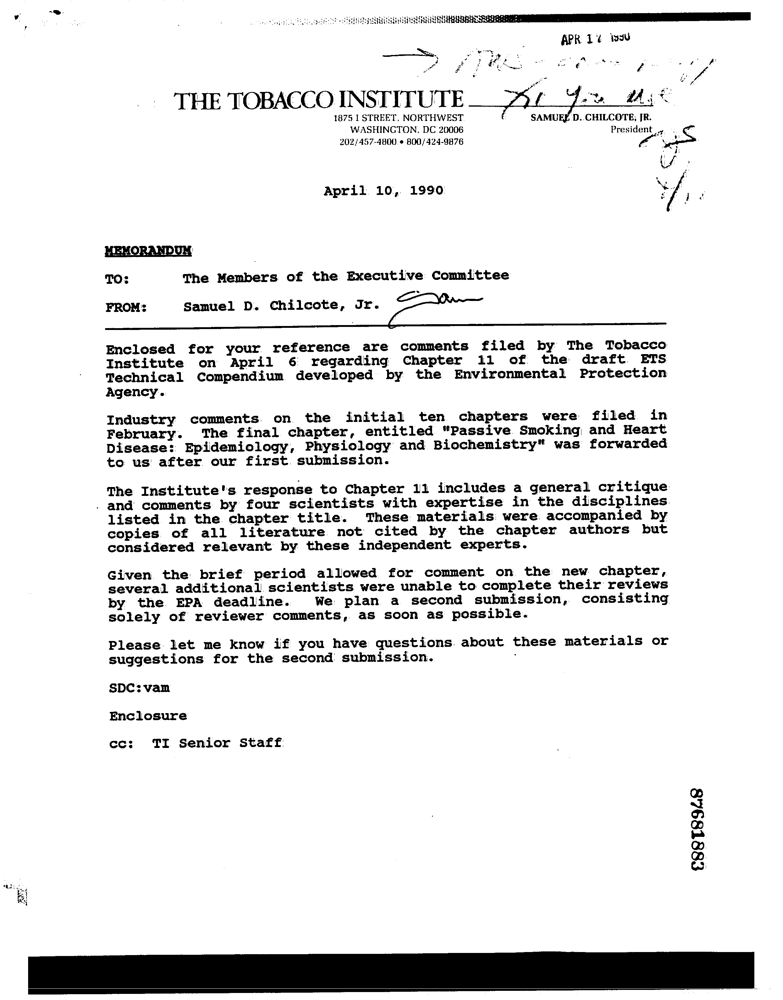 APR 1
THE TOBACCO INSTITUTE
1875 I STREET, NORTHWEST
WASHINGTON, DC 20006
202/457-4800 • 800/424-9876
SAMUEL D. CHILCOTE, JR.
President
April 10, 1990
MEMORANDUM
TO: The Members of the Executive Committee
FROM: Samuel D. Chilcote, Jr. Sam
Enclosed for your reference are comments filed by The Tobacco
Institute on April 6 regarding Chapter 11 of the draft ETS
Technical Compendium developed by the Environmental Protection
Agency.
Industry comments on the initial ten chapters were filed in
February. The final chapter, entitled "Passive Smoking and Heart
Disease: Epidemiology, Physiology and Biochemistry" was forwarded
to us after our first submission.
The Institute's response to Chapter 11 includes a general critique
and comments by four scientists with expertise in the disciplines
listed in the chapter title. These materials were accompanied by
copies of all literature not cited by the chapter authors but
considered relevant by these independent experts.
Given the brief period allowed for comment on the new chapter,
several additional scientists were unable to complete their reviews
by the EPA deadline. We plan a second submission, consisting
solely of reviewer comments, as soon as possible.
Please let me know if you have questions about these materials or
suggestions for the second submission.
SDC:vam
Enclosure
cc: TI Senior Staff
87681883